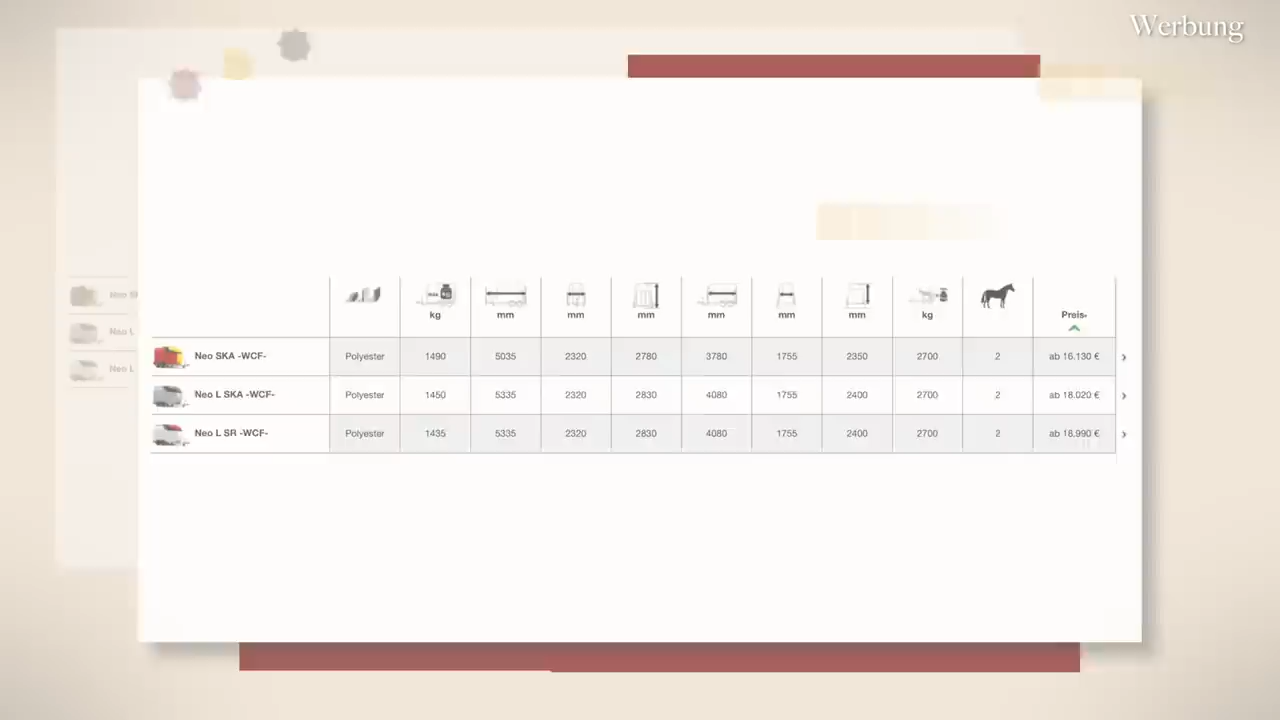 Werbung
kg mm mm mm mm mm mm kg Preis
Neo SKA -WCF- Polyester 1490 5035 2320 2780 3780 1755 2350 2700 2 ab 16.130 € ›
Neo L SKA -WCF- Polyester 1450 5335 2320 2830 4080 1755 2400 2700 2 ab 18.020 € ›
Neo L SR -WCF- Polyester 1435 5335 2320 2830 4080 1755 2400 2700 2 ab 18.990 € ›
Neo
Neo L
Neo L